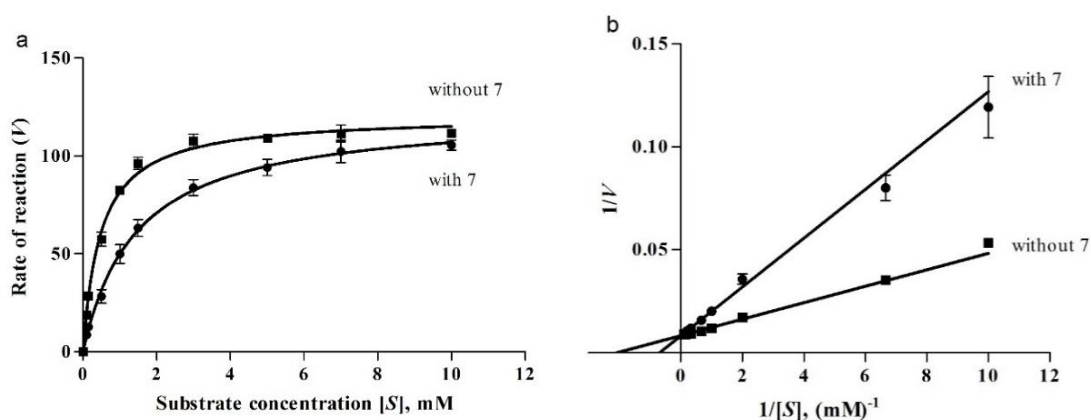 a
150
100
50
0
Rate of reaction (V)
without 7
with 7
0 2 4 6 8 10 12
Substrate concentration [S], mM
b
0.15
0.10
0.05
1/V
with 7
without 7
0 2 4 6 8 10 12
1/[S], (mM)-1